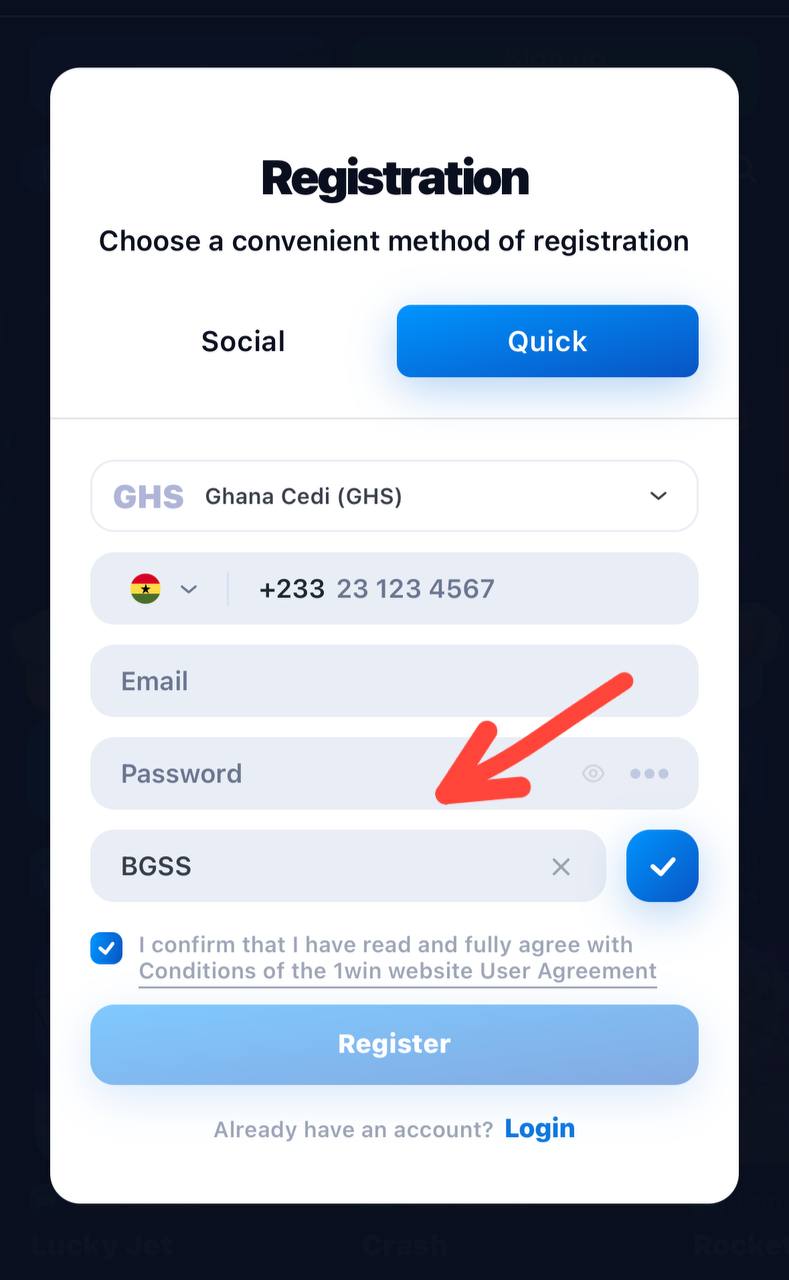 Registration
Choose a convenient method of registration
Social
Quick
GHS Ghana Cedi (GHS)
+233 23 123 4567
Email
Password
BGSS
I confirm that I have read and fully agree with
Conditions of the 1win website User Agreement
Register
Already have an account? Login
Lucky Jet
Crash
Rocke